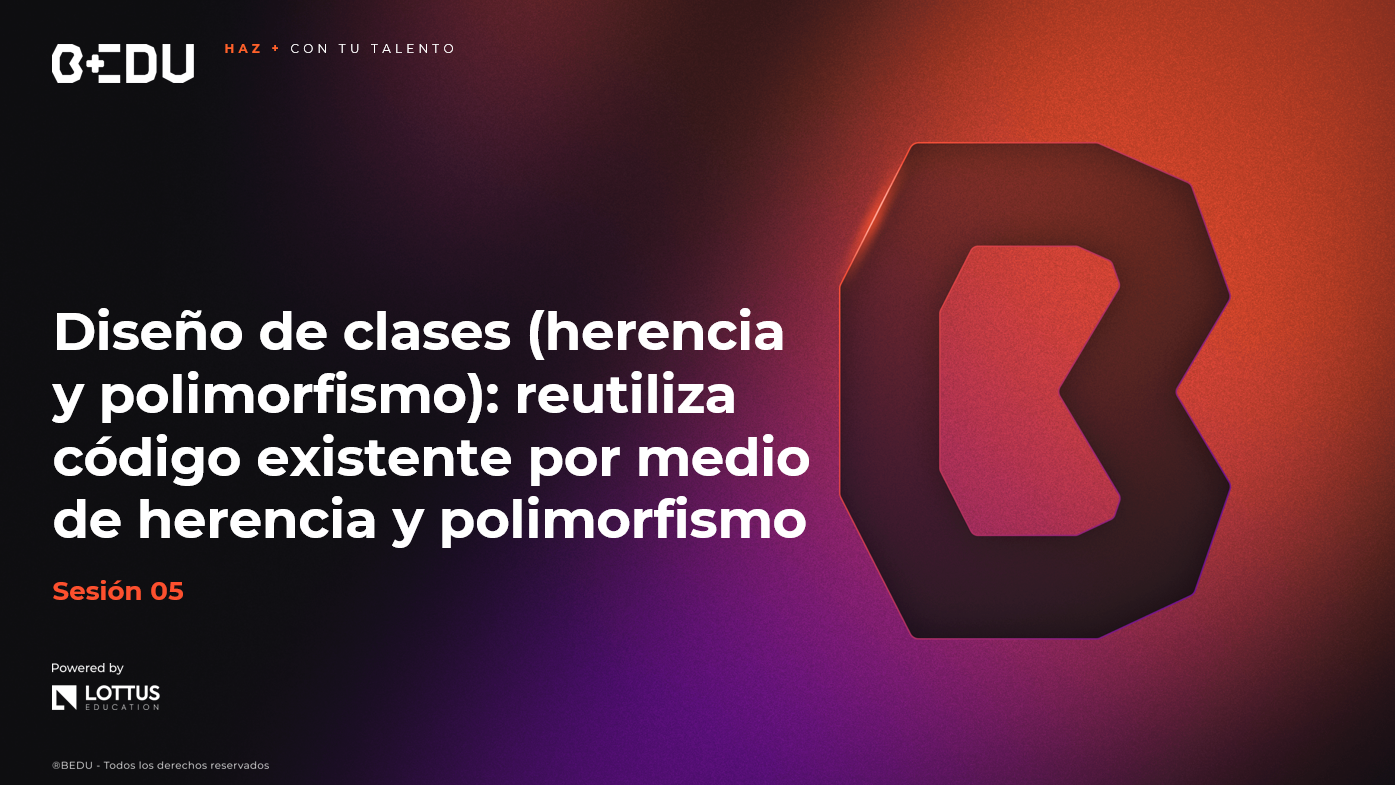 B+EDU
HAZ + CON TU TALENTO
Diseño de clases (herencia
y polimorfismo): reutiliza
código existente por medio
de herencia y polimorfismo
Sesión 05
Powered by
LOTTUS
EDUCATION
®BEDU - Todos los derechos reservados